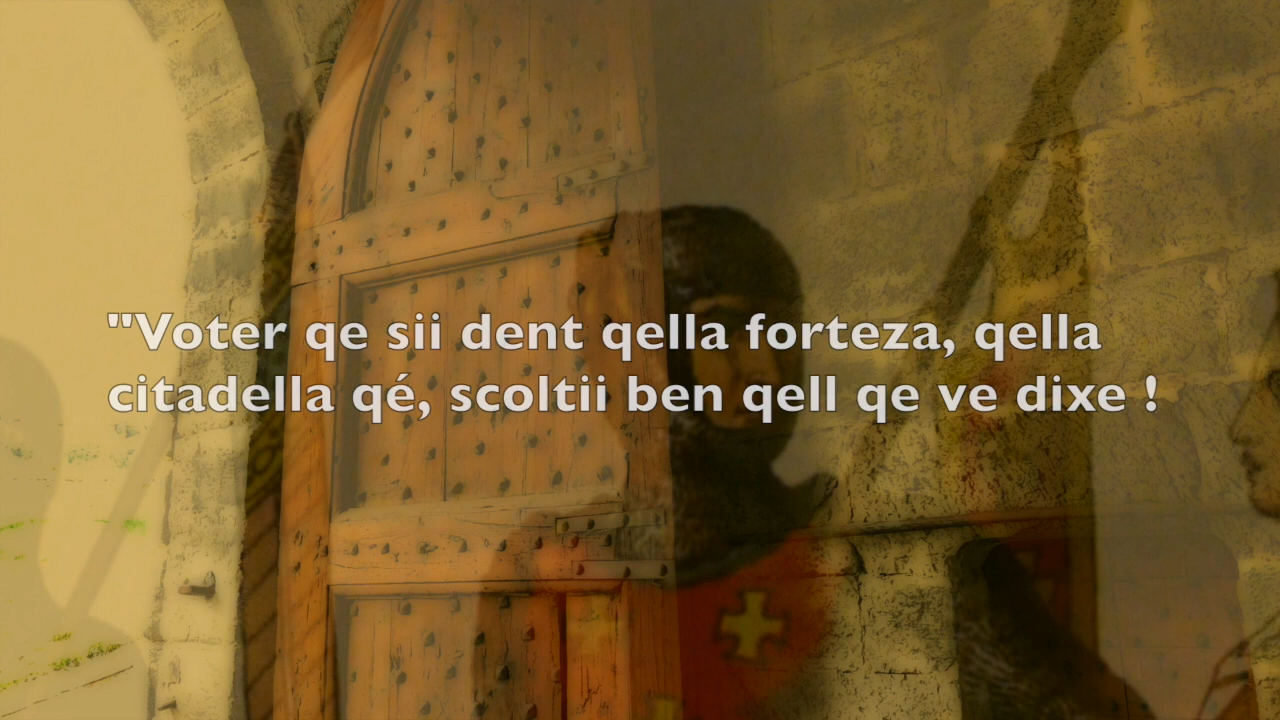 "Voter qe sii dent qella forteza, qella
citadella qé, scoltii ben qell qe ve dixe !